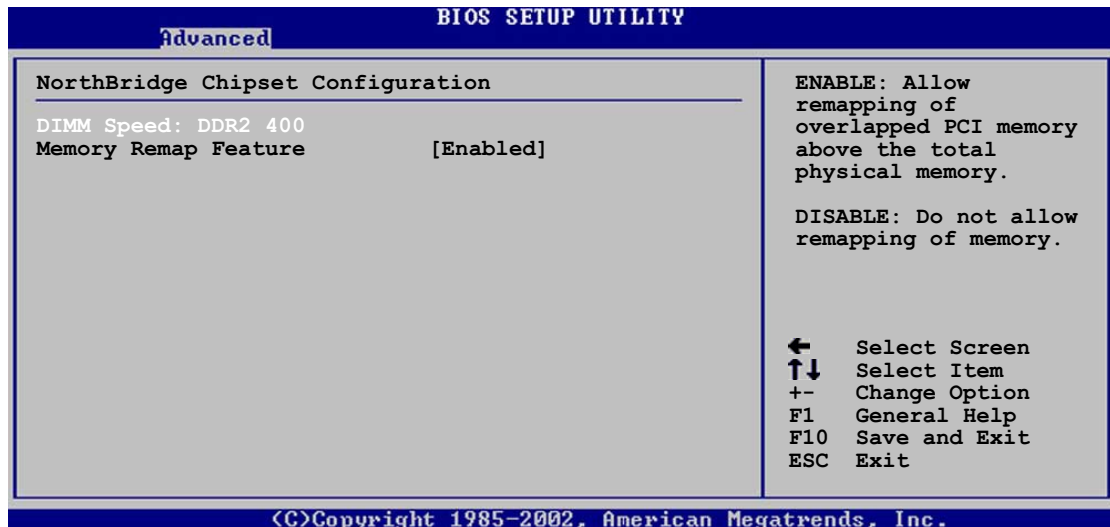 BIOS SETUP UTILITY
Advanced
NorthBridge Chipset Configuration
DIMM Speed: DDR2 400
Memory Remap Feature [Enabled]
ENABLE: Allow
remapping of
overlapped PCI memory
above the total
physical memory.
DISABLE: Do not allow
remapping of memory.
← Select Screen
↑↓ Select Item
+- Change Option
F1 General Help
F10 Save and Exit
ESC Exit
(C)Copyright 1985-2002, American Megatrends, Inc.